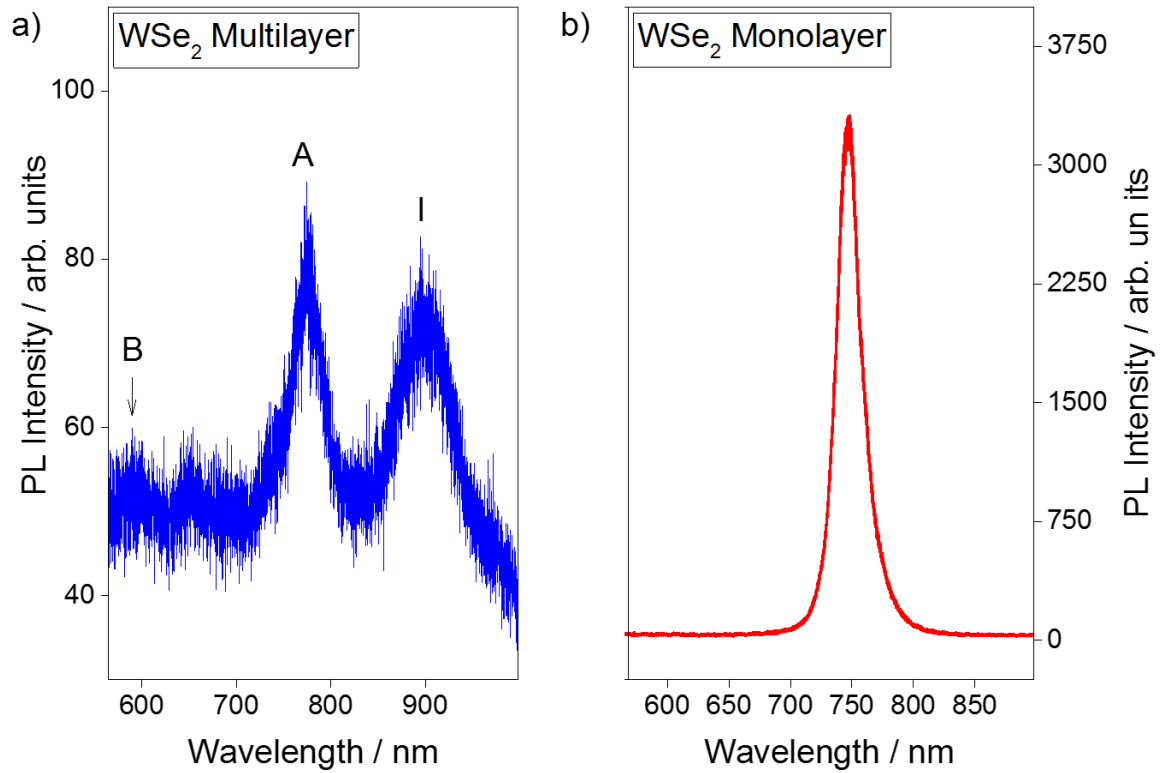 a)
WSe₂ Multilayer
PL Intensity / arb. units
100
80
60
40
B
A
I
600 700 800 900
Wavelength / nm
b)
WSe₂ Monolayer
3750
3000
2250
1500
750
0
PL Intensity / arb. un its
600 650 700 750 800 850
Wavelength / nm